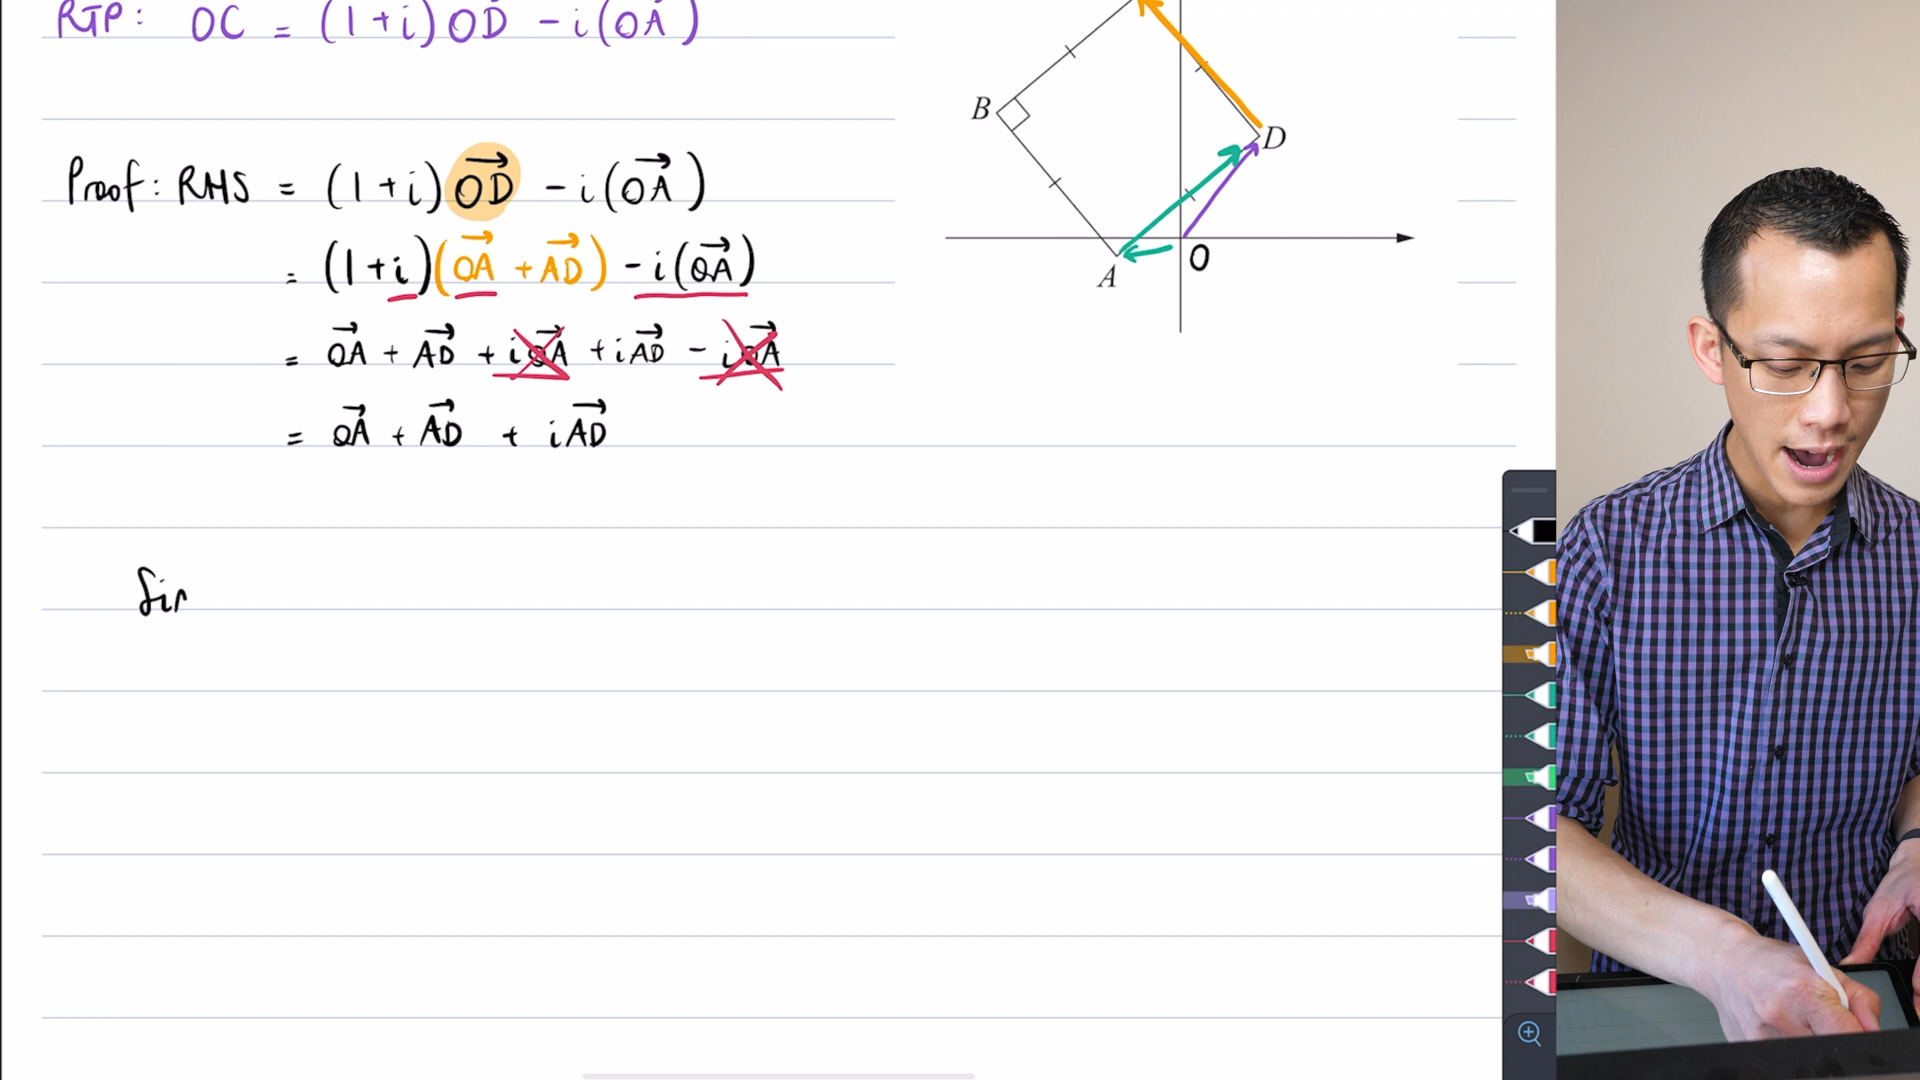 RTP: OC = (1+i)OD - i(OA)
Proof: RHS = (1+i)OD - i(OA)
= (1+i)(OA + AD) - i(OA)
= OA + AD + iOA + iAD - iOA
= OA + AD + iAD
Sin
B
D
A
O